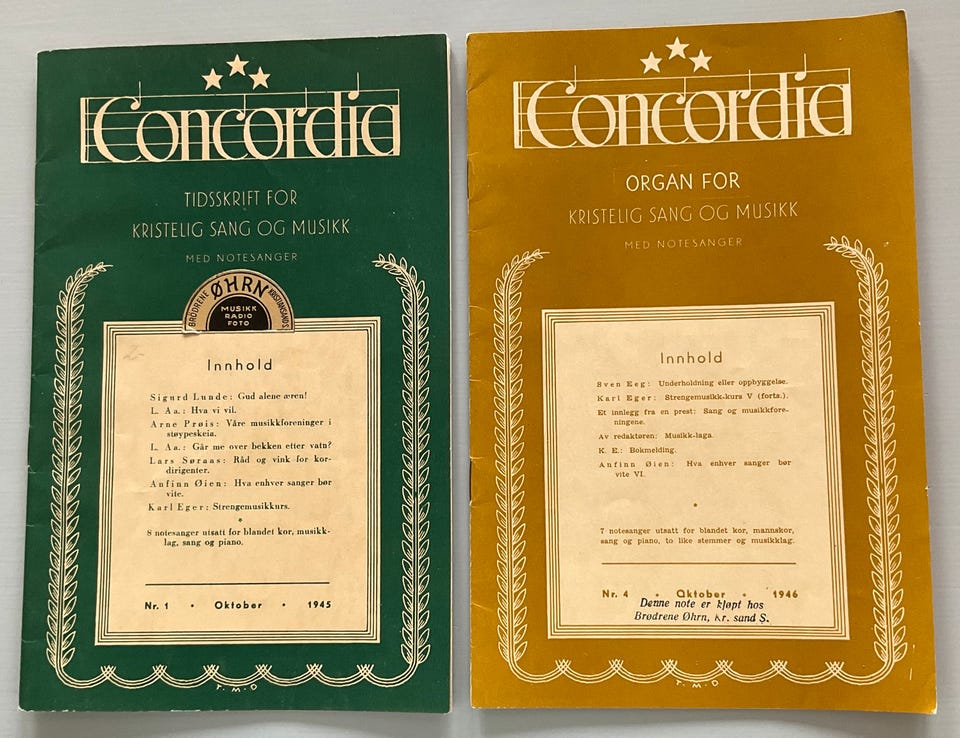 Concordia
TIDSSKRIFT FOR
KRISTELIG SANG OG MUSIKK
MED NOTESANGER
BRØDRENE ØHRN KRISTIANSAND S.
MUSIKK
RADIO
FOTO
Innhold
Sigurd Lunde: Gud alene æren!
L. Aa.: Hva vi vil.
Arne Prøis: Våre musikkforeninger i
støypeskeia.
L. Aa.: Går me over bekken etter vatn?
Lars Søraas: Råd og vink for kor-
dirigenter.
Anfinn Øien: Hva enhver sanger bør
vite.
Karl Eger: Strengemusikkurs.
*
8 notesanger utsatt for blandet kor, musikk-
lag, sang og piano.
Nr. 1 • Oktober • 1945
T-M-D
Concordia
ORGAN FOR
KRISTELIG SANG OG MUSIKK
MED NOTESANGER
Innhold
Sven Eeg: Underholdning eller oppbyggelse.
Karl Eger: Strengemusikk-kurs V (forts.).
Et innlegg fra en prest: Sang og musikkfore-
ningene.
Av redaktøren: Musikk-laga.
K. E.: Bokmelding.
Anfinn Øien: Hva enhver sanger bør
vite VI.
*
7 notesanger utsatt for blandet kor, mannskor,
sang og piano, to like stemmer og musikklag.
Nr. 4 • Oktober • 1946
Denne note er kjøpt hos
Brødrene Øhrn, Kr. sand S.
T-M-D